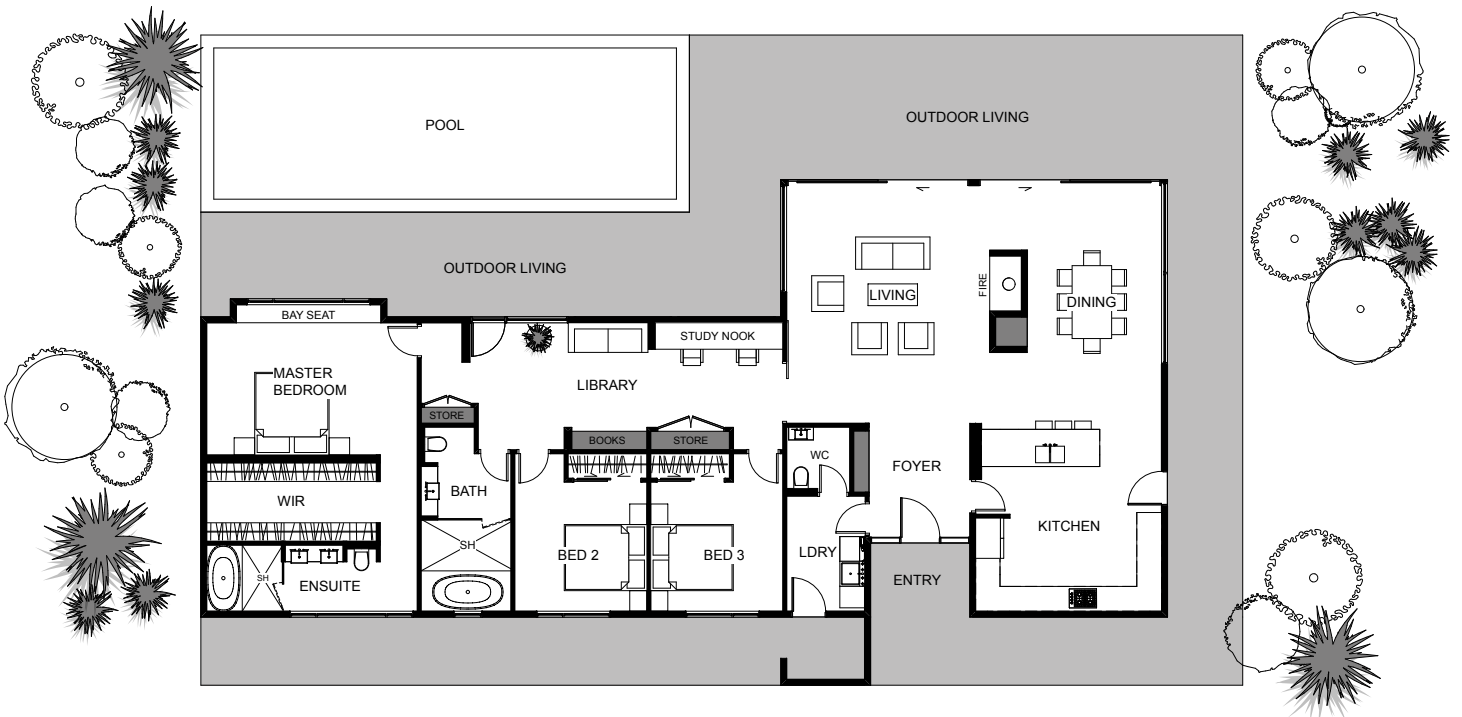 OUTDOOR LIVING
POOL
OUTDOOR LIVING
BAY SEAT
STUDY NOOK
LIVING
FIRE
DINING
MASTER
BEDROOM
LIBRARY
STORE
BOOKS
STORE
WC
FOYER
WIR
BATH
KITCHEN
SH
BED 2
BED 3
LDRY
ENTRY
SH
ENSUITE